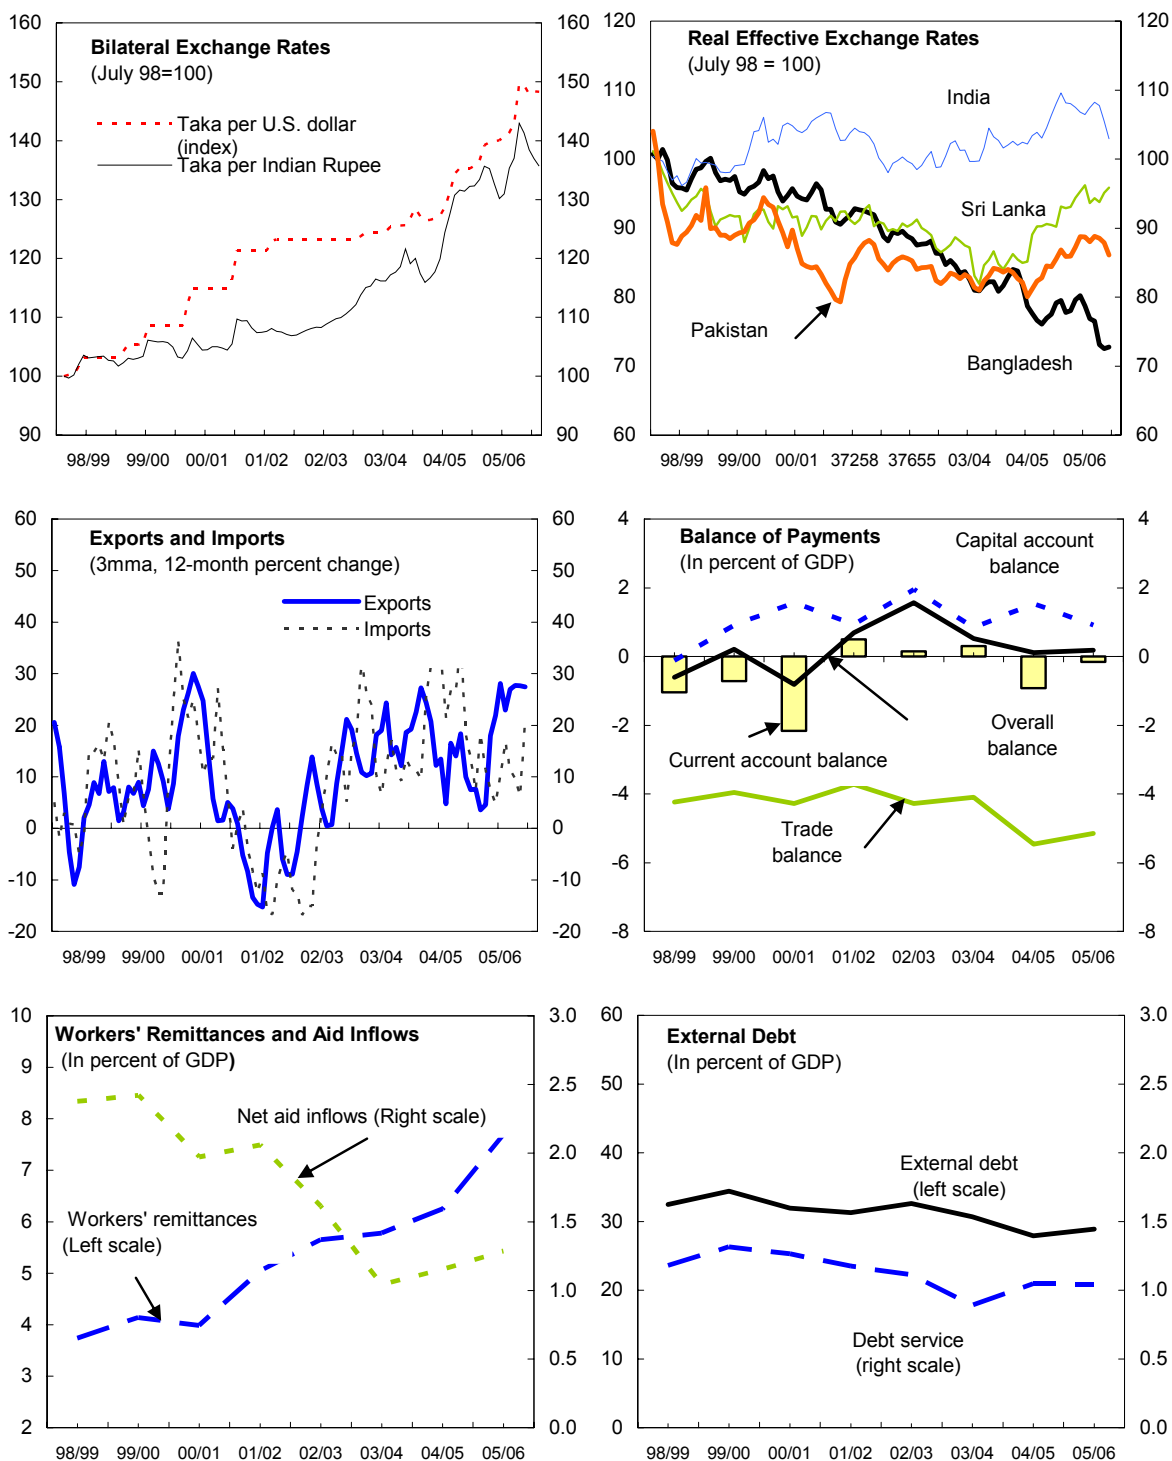 Bilateral Exchange Rates
(July 98=100)
Taka per U.S. dollar
(index)
Taka per Indian Rupee
160
150
140
130
120
110
100
90
160
150
140
130
120
110
100
90
98/99 99/00 00/01 01/02 02/03 03/04 04/05 05/06
Real Effective Exchange Rates
(July 98 = 100)
India
Sri Lanka
Pakistan
Bangladesh
120
110
100
90
80
70
60
120
110
100
90
80
70
60
98/99 99/00 00/01 37258 37655 03/04 04/05 05/06
Exports and Imports
(3mma, 12-month percent change)
Exports
Imports
60
50
40
30
20
10
0
-10
-20
60
50
40
30
20
10
0
-10
-20
98/99 99/00 00/01 01/02 02/03 03/04 04/05 05/06
Balance of Payments
(In percent of GDP)
Capital account
balance
Overall
balance
Current account balance
Trade
balance
4
2
0
-2
-4
-6
-8
4
2
0
-2
-4
-6
-8
98/99 99/00 00/01 01/02 02/03 03/04 04/05 05/06
Workers' Remittances and Aid Inflows
(In percent of GDP)
Net aid inflows (Right scale)
Workers' remittances
(Left scale)
10
9
8
7
6
5
4
3
2
3.0
2.5
2.0
1.5
1.0
0.5
0.0
98/99 99/00 00/01 01/02 02/03 03/04 04/05 05/06
External Debt
(In percent of GDP)
External debt
(left scale)
Debt service
(right scale)
60
50
40
30
20
10
0
3.0
2.5
2.0
1.5
1.0
0.5
0.0
98/99 99/00 00/01 01/02 02/03 03/04 04/05 05/06